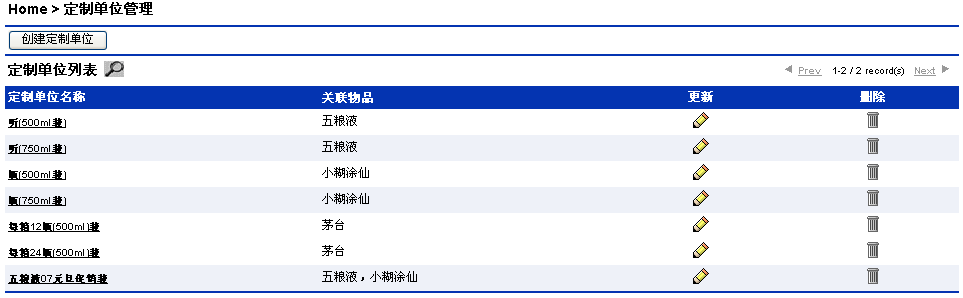 Home > 定制单位管理
创建定制单位
定制单位列表 Prev 1-2 / 2 record(s) Next
定制单位名称 关联物品 更新 删除
听(500ml装) 五粮液
听(750ml装) 五粮液
瓶(500ml装) 小糊涂仙
瓶(750ml装) 小糊涂仙
每箱12瓶(500ml)装 茅台
每箱24瓶(500ml)装 茅台
五粮液07元旦促销装 五粮液，小糊涂仙